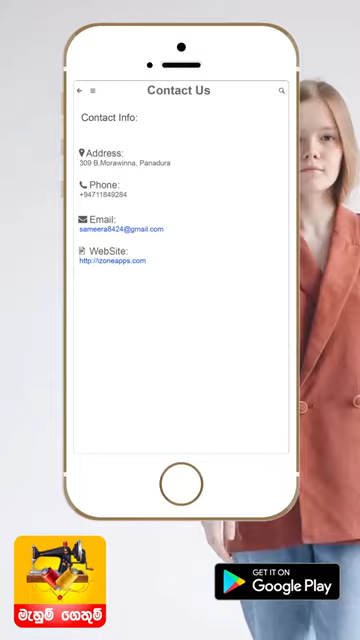 Contact Us
Contact Info:
Address:
309 B,Morawinna, Panadura
Phone:
+94711849284
Email:
sameera8424@gmail.com
WebSite:
http://izoneapps.com
මැහුම් ගෙතුම්
GET IT ON
Google Play